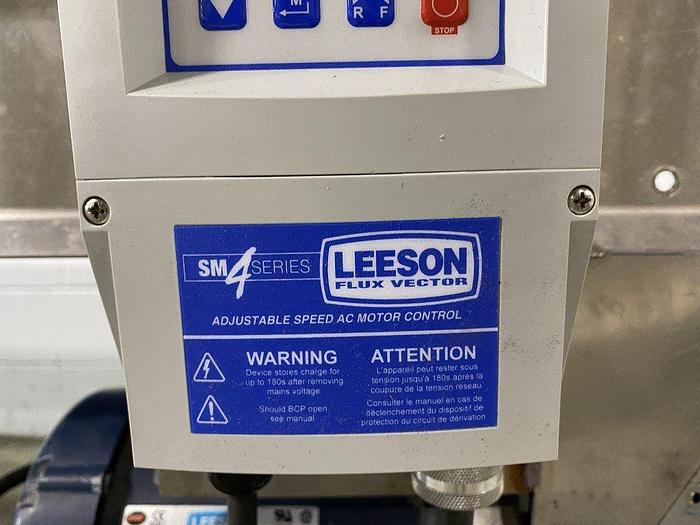 M
R F
STOP
SM4SERIES
LEESON
FLUX VECTOR
ADJUSTABLE SPEED AC MOTOR CONTROL
WARNING
Device stores charge for
up to 180s after removing
mains voltage
Should BCP open
see manual
ATTENTION
L'appareil peut rester sous
tension jusqu'à 180s après la
coupure de la tension réseau.
Consulter le manuel en cas de
déclenchement du dispositif de
protection du circuit de dérivation